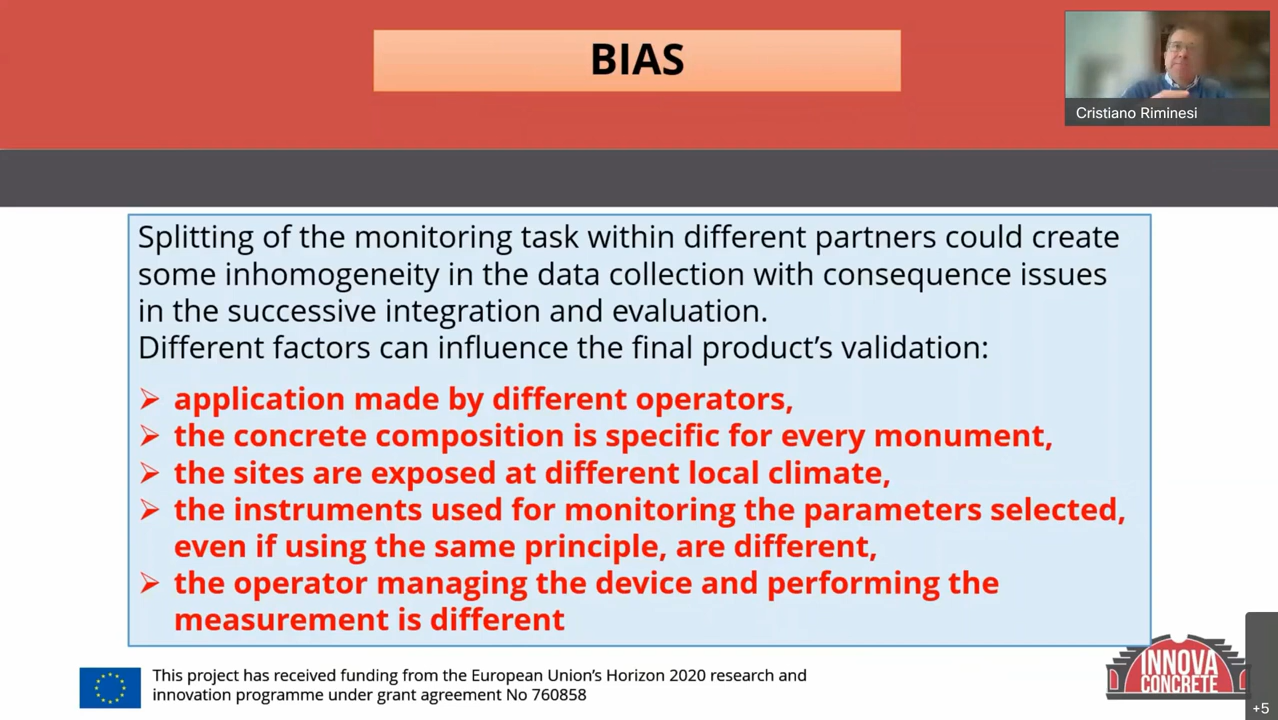 BIAS
Cristiano Riminesi
Splitting of the monitoring task within different partners could create
some inhomogeneity in the data collection with consequence issues
in the successive integration and evaluation.
Different factors can influence the final product's validation:
➢ application made by different operators,
➢ the concrete composition is specific for every monument,
➢ the sites are exposed at different local climate,
➢ the instruments used for monitoring the parameters selected,
even if using the same principle, are different,
➢ the operator managing the device and performing the
measurement is different
This project has received funding from the European Union's Horizon 2020 research and
innovation programme under grant agreement No 760858
INNOVA
CONCRETE
+5